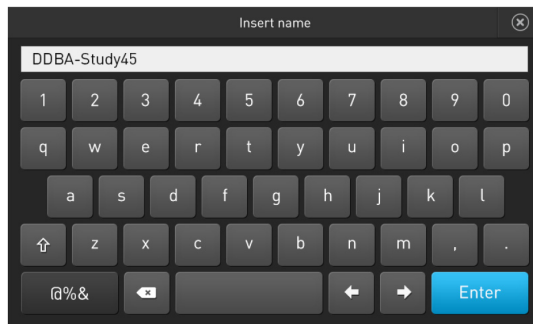 Insert name
DDBA-Study45
1 2 3 4 5 6 7 8 9 0
q w e r t y u i o p
a s d f g h j k l
z x c v b n m , .
@%& Enter